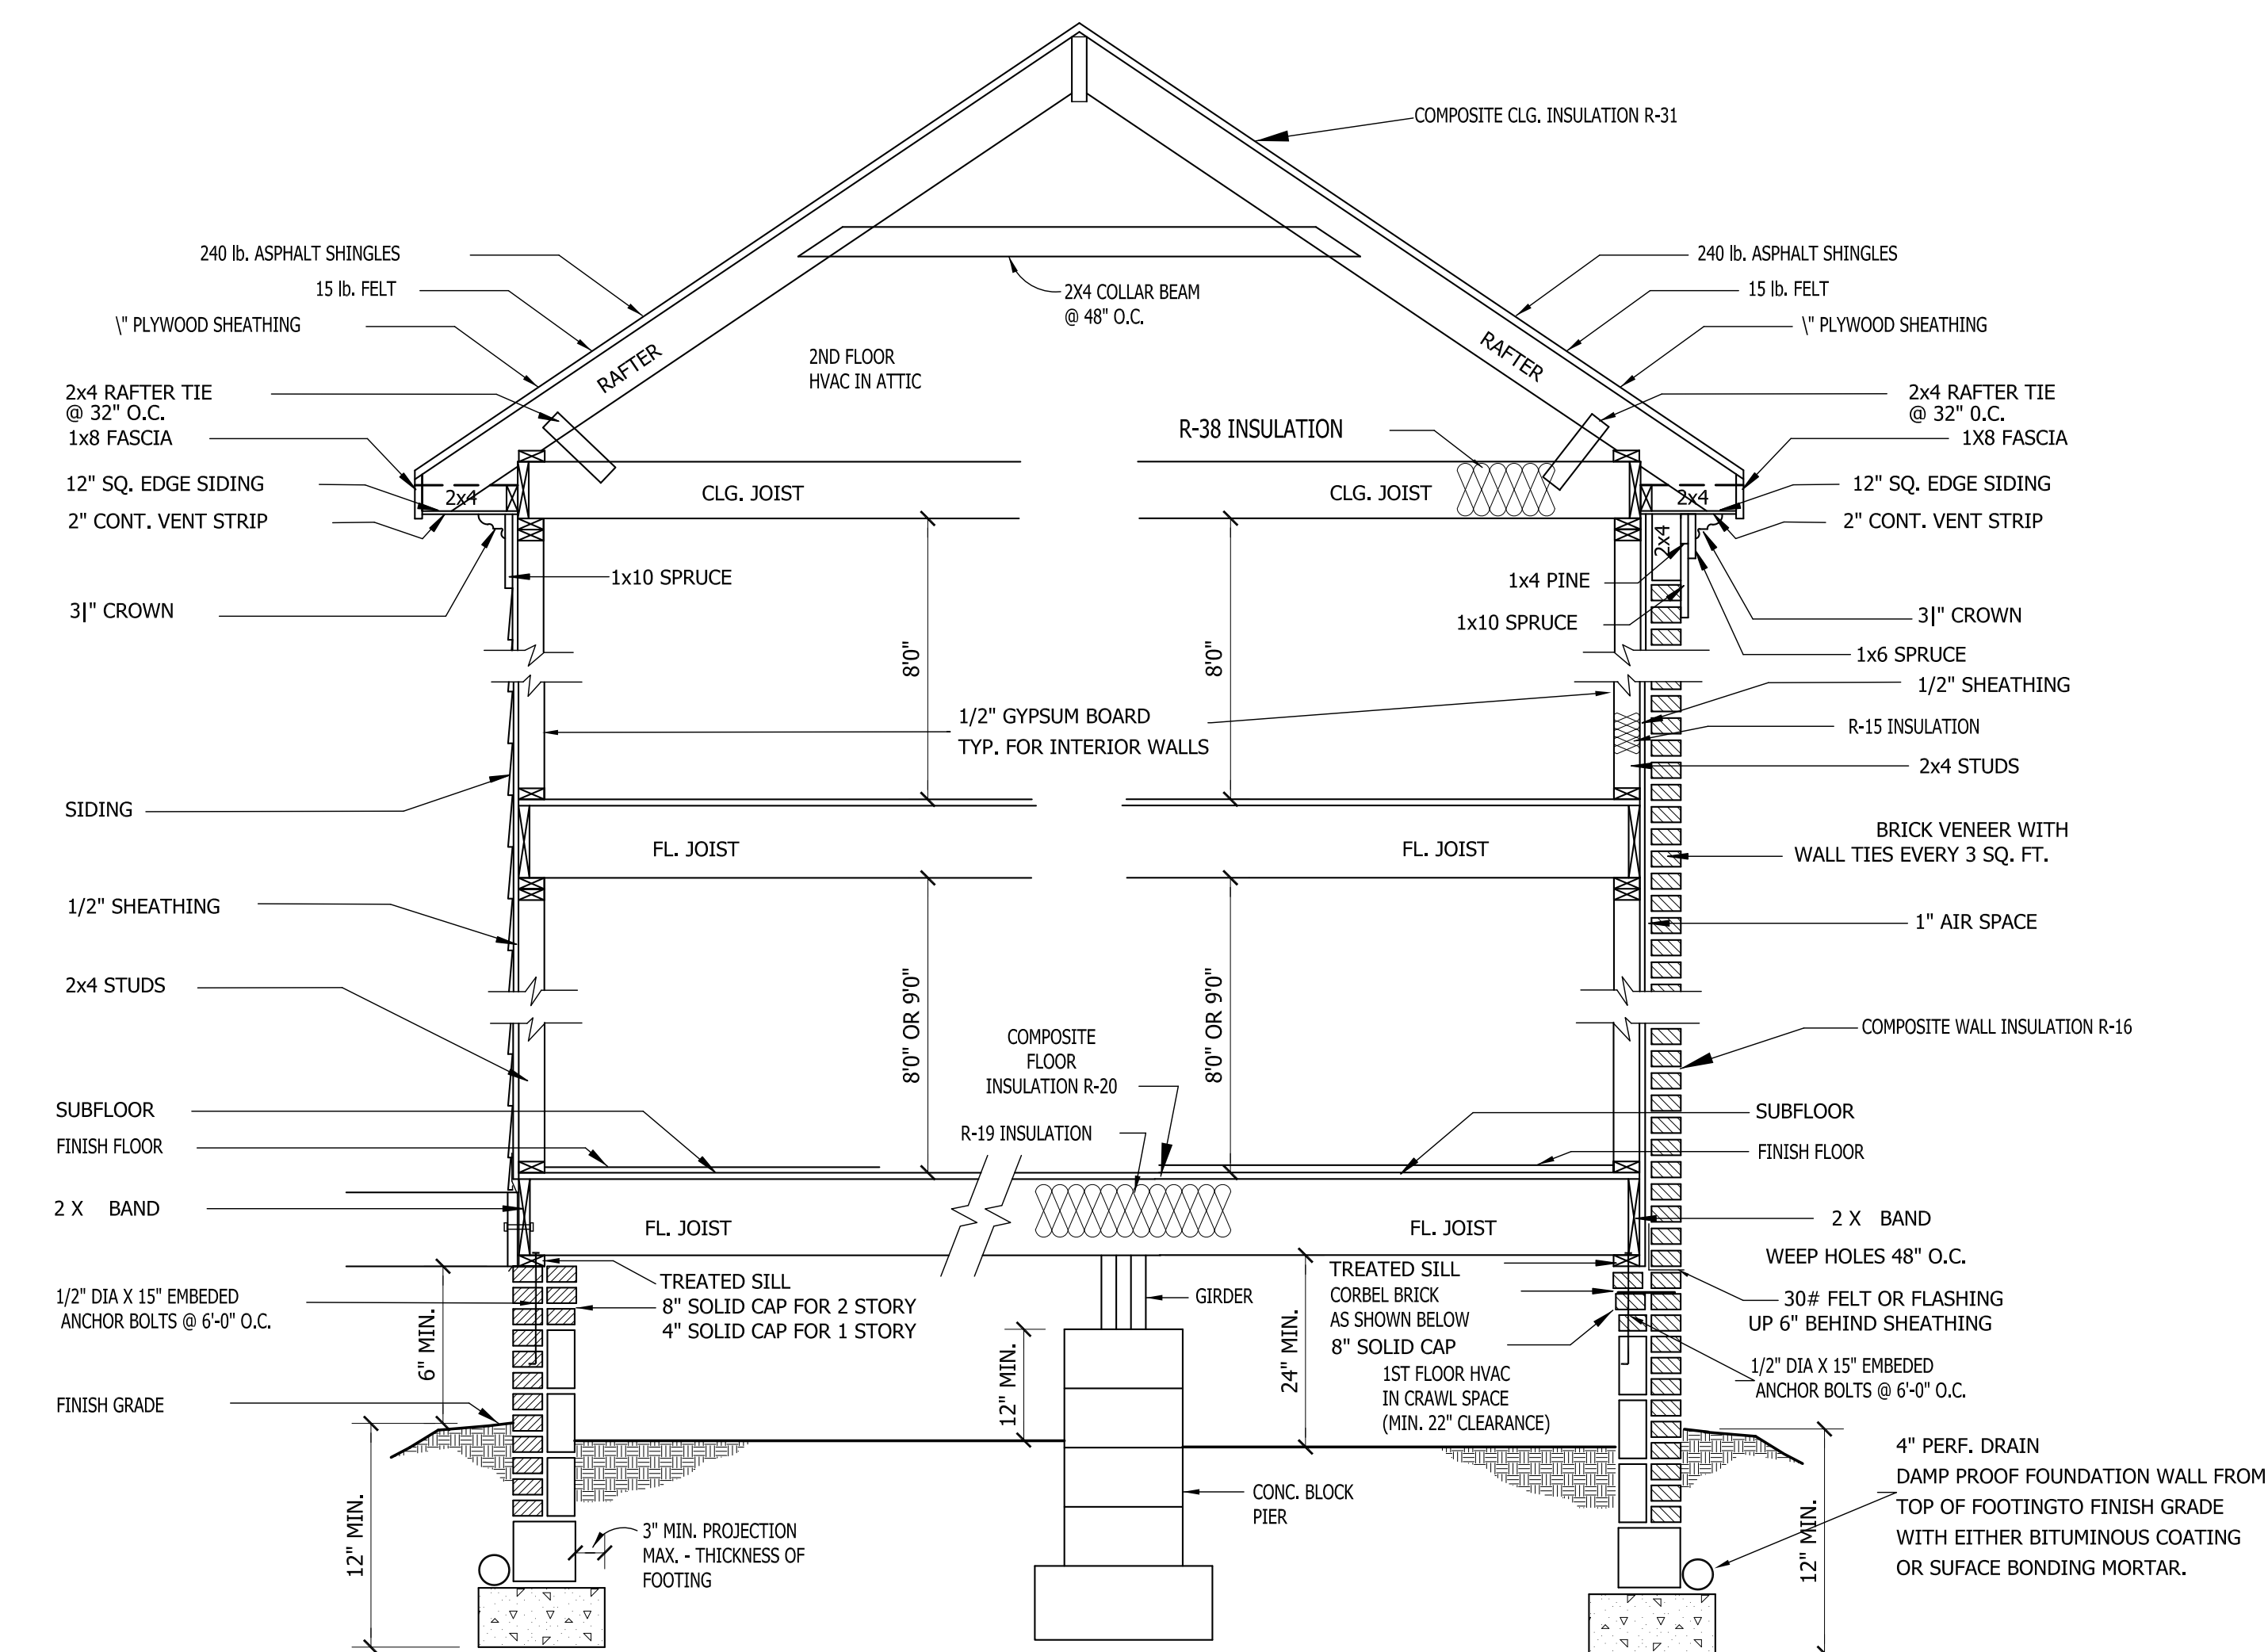 COMPOSITE CLG. INSULATION R-31
240 lb. ASPHALT SHINGLES
15 lb. FELT
\" PLYWOOD SHEATHING
2x4 RAFTER TIE
@ 32" O.C.
1x8 FASCIA
12" SQ. EDGE SIDING
2" CONT. VENT STRIP
3|" CROWN
SIDING
1/2" SHEATHING
2x4 STUDS
SUBFLOOR
FINISH FLOOR
2 X BAND
1/2" DIA X 15" EMBEDED
ANCHOR BOLTS @ 6'-0" O.C.
FINISH GRADE
6" MIN.
12" MIN.
RAFTER
2x4
1x10 SPRUCE
2X4 COLLAR BEAM
@ 48" O.C.
2ND FLOOR
HVAC IN ATTIC
R-38 INSULATION
CLG. JOIST
CLG. JOIST
8'0"
8'0"
1/2" GYPSUM BOARD
TYP. FOR INTERIOR WALLS
FL. JOIST
FL. JOIST
8'0" OR 9'0"
8'0" OR 9'0"
COMPOSITE
FLOOR
INSULATION R-20
R-19 INSULATION
FL. JOIST
FL. JOIST
TREATED SILL
8" SOLID CAP FOR 2 STORY
4" SOLID CAP FOR 1 STORY
GIRDER
12" MIN.
24" MIN.
TREATED SILL
CORBEL BRICK
AS SHOWN BELOW
8" SOLID CAP
1ST FLOOR HVAC
IN CRAWL SPACE
(MIN. 22" CLEARANCE)
CONC. BLOCK
PIER
3" MIN. PROJECTION
MAX. - THICKNESS OF
FOOTING
RAFTER
240 lb. ASPHALT SHINGLES
15 lb. FELT
\" PLYWOOD SHEATHING
2x4 RAFTER TIE
@ 32" O.C.
1X8 FASCIA
12" SQ. EDGE SIDING
2" CONT. VENT STRIP
2x4
2x4
1x4 PINE
1x10 SPRUCE
3|" CROWN
1x6 SPRUCE
1/2" SHEATHING
R-15 INSULATION
2x4 STUDS
BRICK VENEER WITH
WALL TIES EVERY 3 SQ. FT.
1" AIR SPACE
COMPOSITE WALL INSULATION R-16
SUBFLOOR
FINISH FLOOR
2 X BAND
WEEP HOLES 48" O.C.
30# FELT OR FLASHING
UP 6" BEHIND SHEATHING
1/2" DIA X 15" EMBEDED
ANCHOR BOLTS @ 6'-0" O.C.
12" MIN.
4" PERF. DRAIN
DAMP PROOF FOUNDATION WALL FROM
TOP OF FOOTINGTO FINISH GRADE
WITH EITHER BITUMINOUS COATING
OR SUFACE BONDING MORTAR.